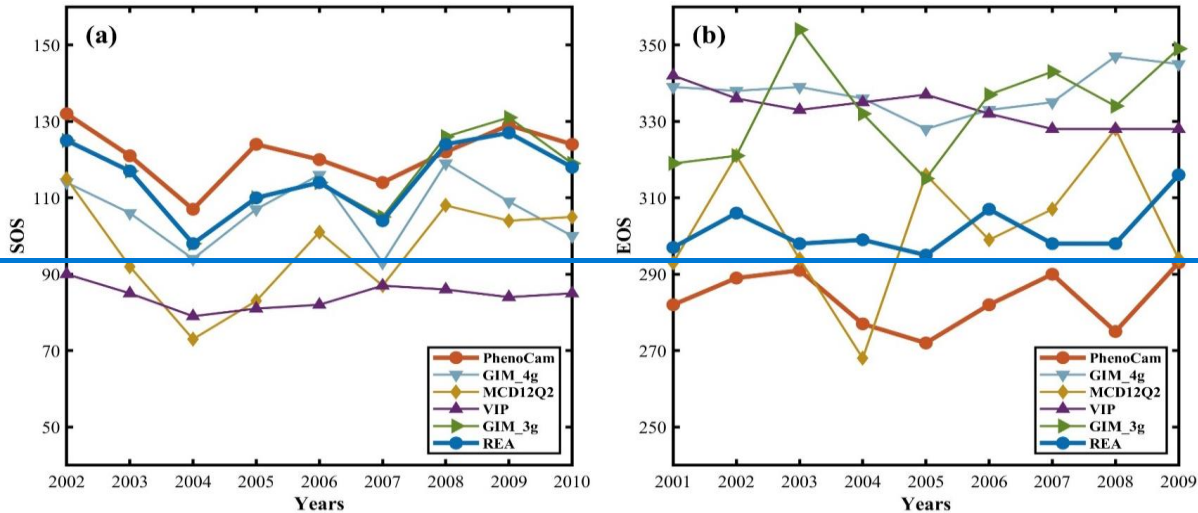 (a)
150
130
110
90
70
50
SOS
2002 2003 2004 2005 2006 2007 2008 2009 2010
Years
PhenoCam
GIM_4g
MCD12Q2
VIP
GIM_3g
REA
(b)
350
330
310
290
270
250
EOS
2001 2002 2003 2004 2005 2006 2007 2008 2009
Years
PhenoCam
GIM_4g
MCD12Q2
VIP
GIM_3g
REA